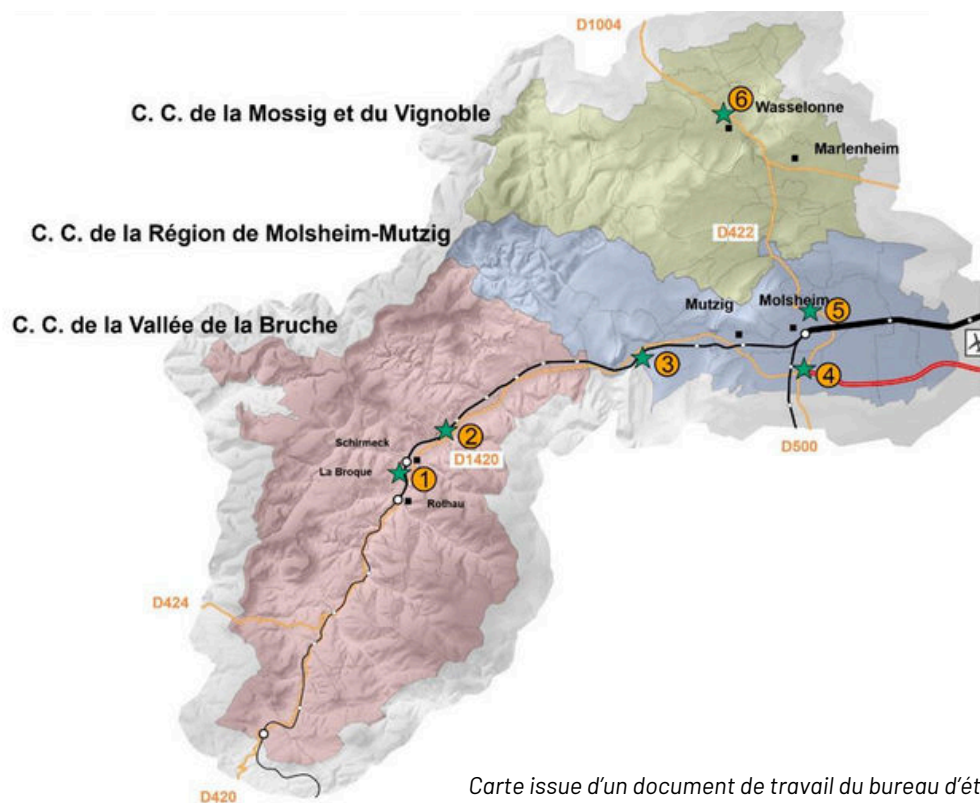 D1004
6
Wasselonne
C. C. de la Mossig et du Vignoble
Marlenheim
C. C. de la Région de Molsheim-Mutzig
D422
Mutzig
Molsheim
5
C. C. de la Vallée de la Bruche
3
4
Schirmeck
2
D1420
D500
La Broque
1
Rothau
D424
D420
Carte issue d'un document de travail du bureau d'ét